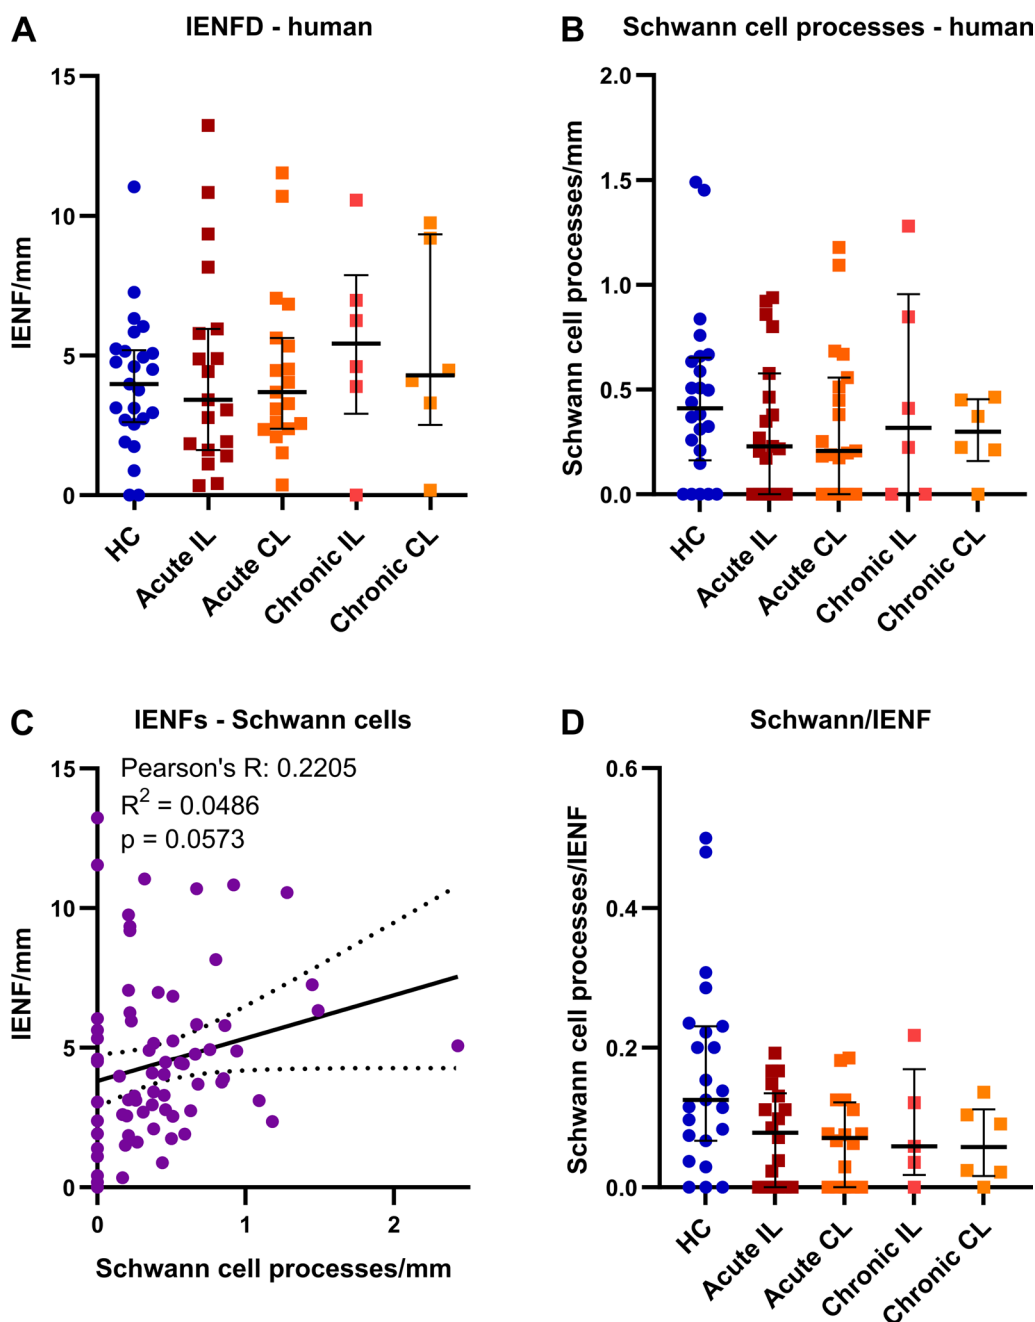 A IENFD - human
IENF/mm
15
10
5
0
HC
Acute IL
Acute CL
Chronic IL
Chronic CL
B Schwann cell processes - human
Schwann cell processes/mm
2.0
1.5
1.0
0.5
0.0
HC
Acute IL
Acute CL
Chronic IL
Chronic CL
C IENFs - Schwann cells
Pearson's R: 0.2205
R² = 0.0486
p = 0.0573
IENF/mm
15
10
5
0
0 1 2
Schwann cell processes/mm
D Schwann/IENF
Schwann cell processes/IENF
0.6
0.4
0.2
0.0
HC
Acute IL
Acute CL
Chronic IL
Chronic CL